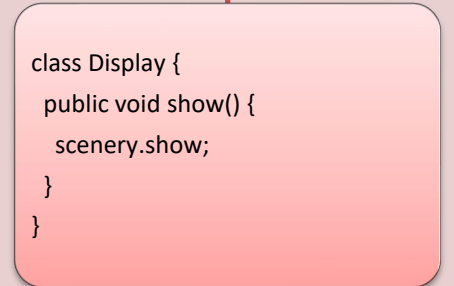 class Display {
public void show() {
scenery.show;
}
}